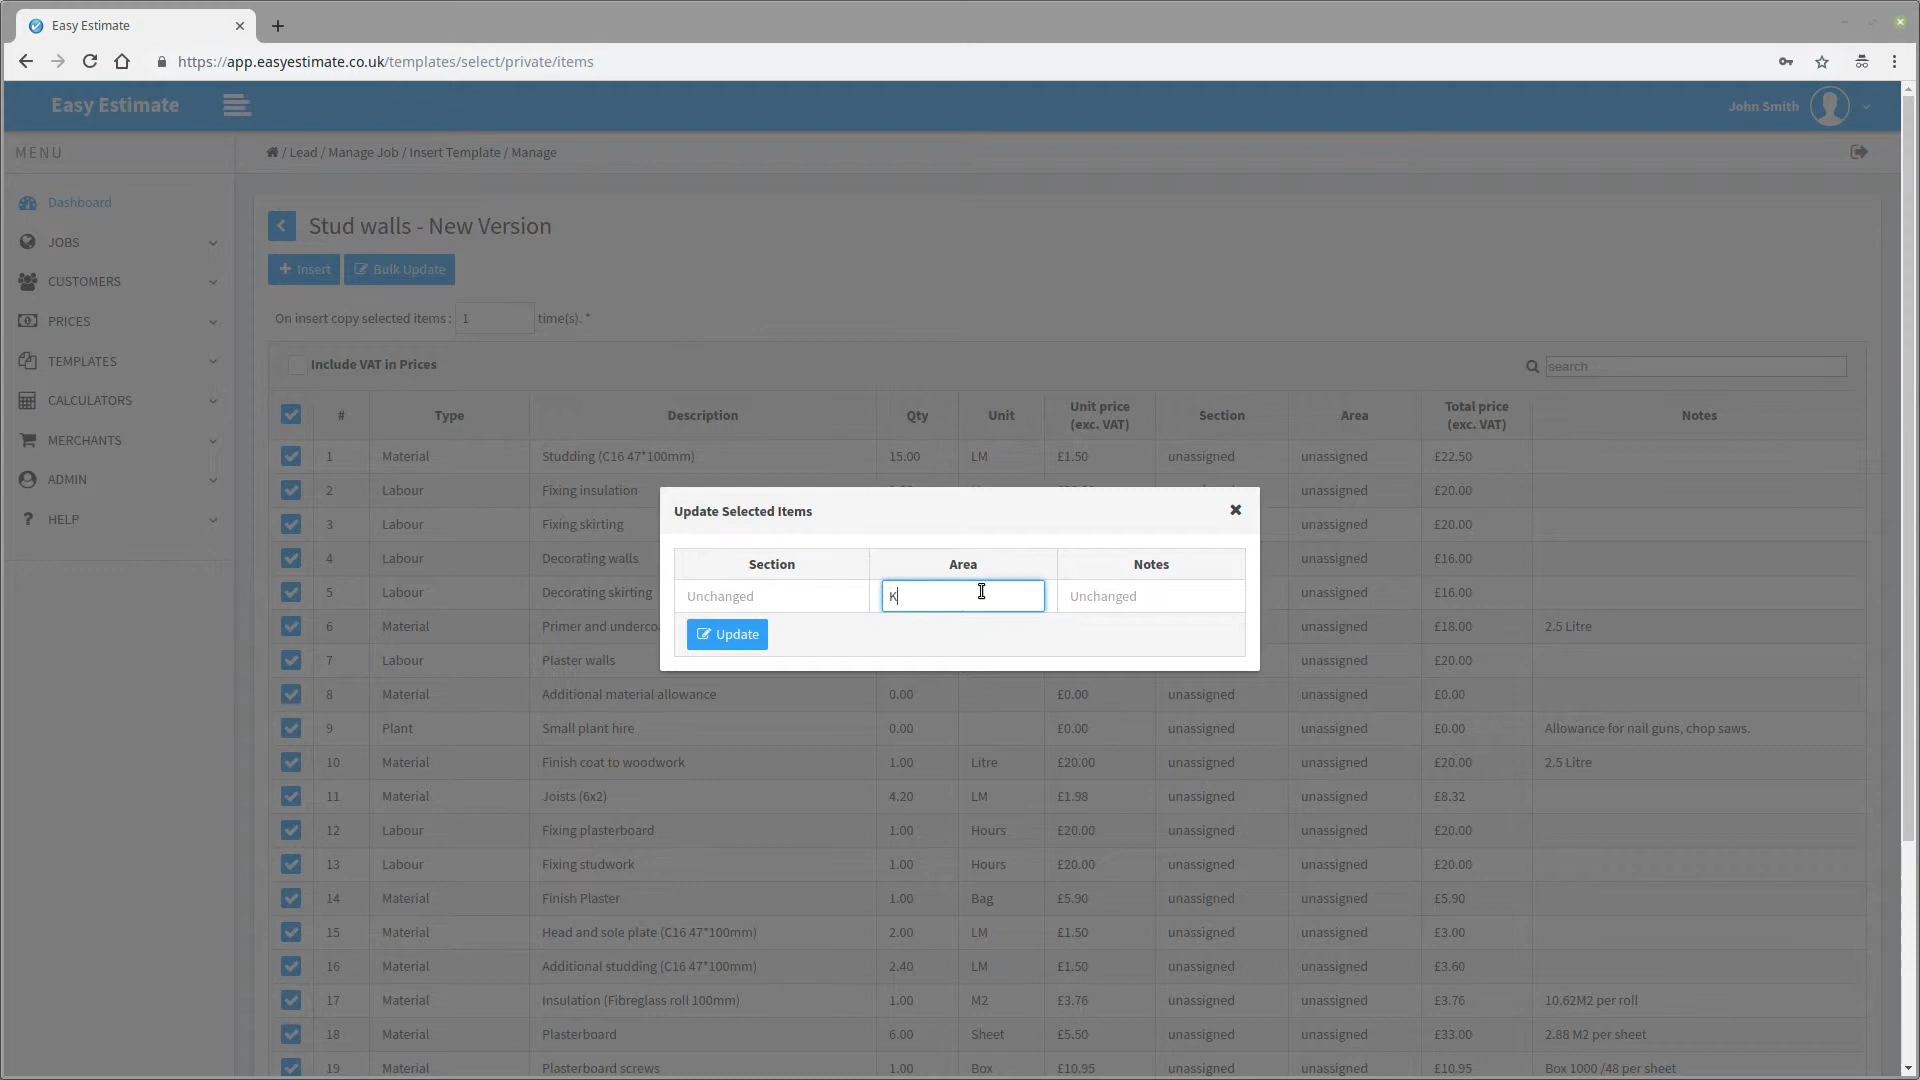 Easy Estimate
https://app.easyestimate.co.uk/templates/select/private/items
Easy Estimate
John Smith
MENU
/ Lead / Manage Job / Insert Template / Manage
Dashboard
JOBS
CUSTOMERS
PRICES
TEMPLATES
CALCULATORS
MERCHANTS
ADMIN
HELP
Stud walls - New Version
Insert Bulk Update
On insert copy selected items : 1 time(s). *
Include VAT in Prices search
# Type Description Qty Unit Unit price (exc. VAT) Section Area Total price (exc. VAT) Notes
1 Material Studding (C16 47*100mm) 15.00 LM £1.50 unassigned unassigned £22.50
2 Labour Fixing insulation unassigned £20.00
3 Labour Fixing skirting unassigned £20.00
4 Labour Decorating walls unassigned £16.00
5 Labour Decorating skirting unassigned £16.00
6 Material Primer and underco unassigned £18.00 2.5 Litre
7 Labour Plaster walls unassigned £20.00
8 Material Additional material allowance 0.00 £0.00 unassigned unassigned £0.00
9 Plant Small plant hire 0.00 £0.00 unassigned unassigned £0.00 Allowance for nail guns, chop saws.
10 Material Finish coat to woodwork 1.00 Litre £20.00 unassigned unassigned £20.00 2.5 Litre
11 Material Joists (6x2) 4.20 LM £1.98 unassigned unassigned £8.32
12 Labour Fixing plasterboard 1.00 Hours £20.00 unassigned unassigned £20.00
13 Labour Fixing studwork 1.00 Hours £20.00 unassigned unassigned £20.00
14 Material Finish Plaster 1.00 Bag £5.90 unassigned unassigned £5.90
15 Material Head and sole plate (C16 47*100mm) 2.00 LM £1.50 unassigned unassigned £3.00
16 Material Additional studding (C16 47*100mm) 2.40 LM £1.50 unassigned unassigned £3.60
17 Material Insulation (Fibreglass roll 100mm) 1.00 M2 £3.76 unassigned unassigned £3.76 10.62M2 per roll
18 Material Plasterboard 6.00 Sheet £5.50 unassigned unassigned £33.00 2.88 M2 per sheet
19 Material Plasterboard screws 1.00 Box £10.95 unassigned unassigned £10.95 Box 1000 /48 per sheet
Update Selected Items
Section Area Notes
Unchanged K Unchanged
Update